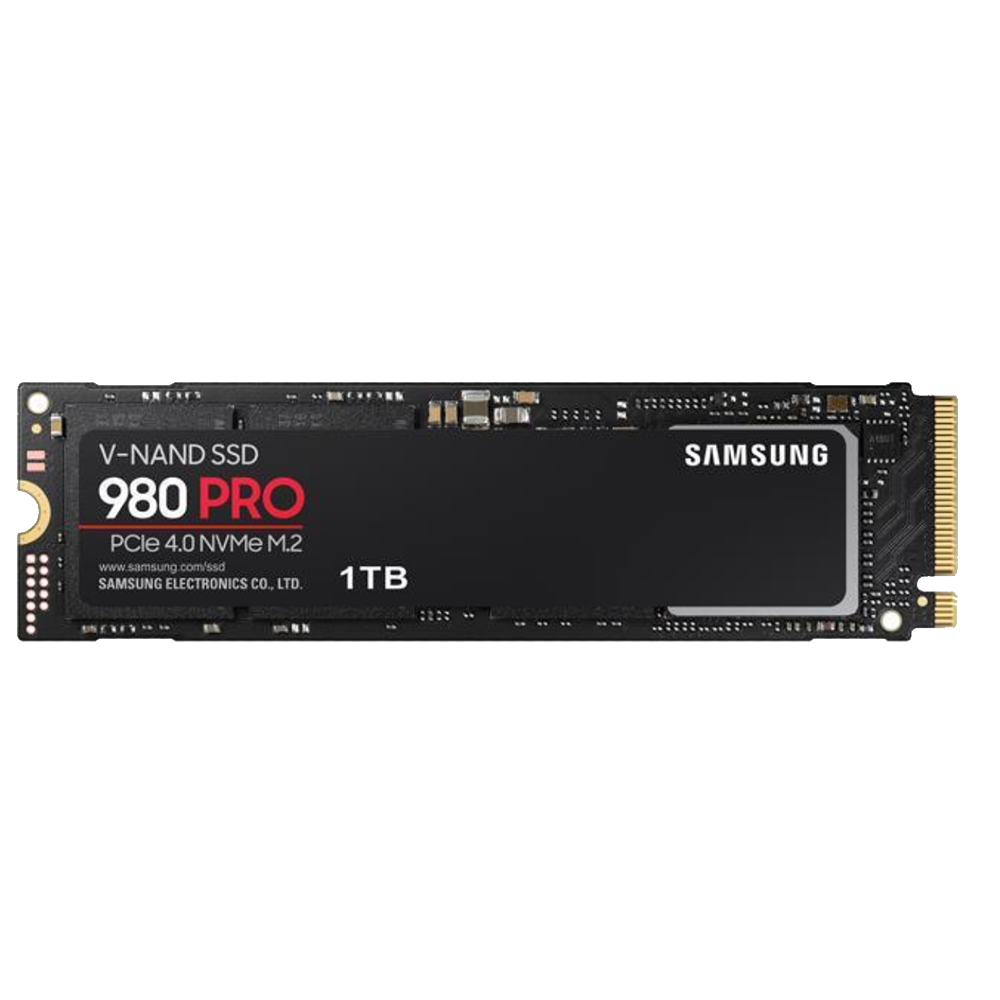 V-NAND SSD
980 PRO
PCIe 4.0 NVMe M.2
www.samsung.com/ssd
SAMSUNG ELECTRONICS CO., LTD.
1TB
SAMSUNG